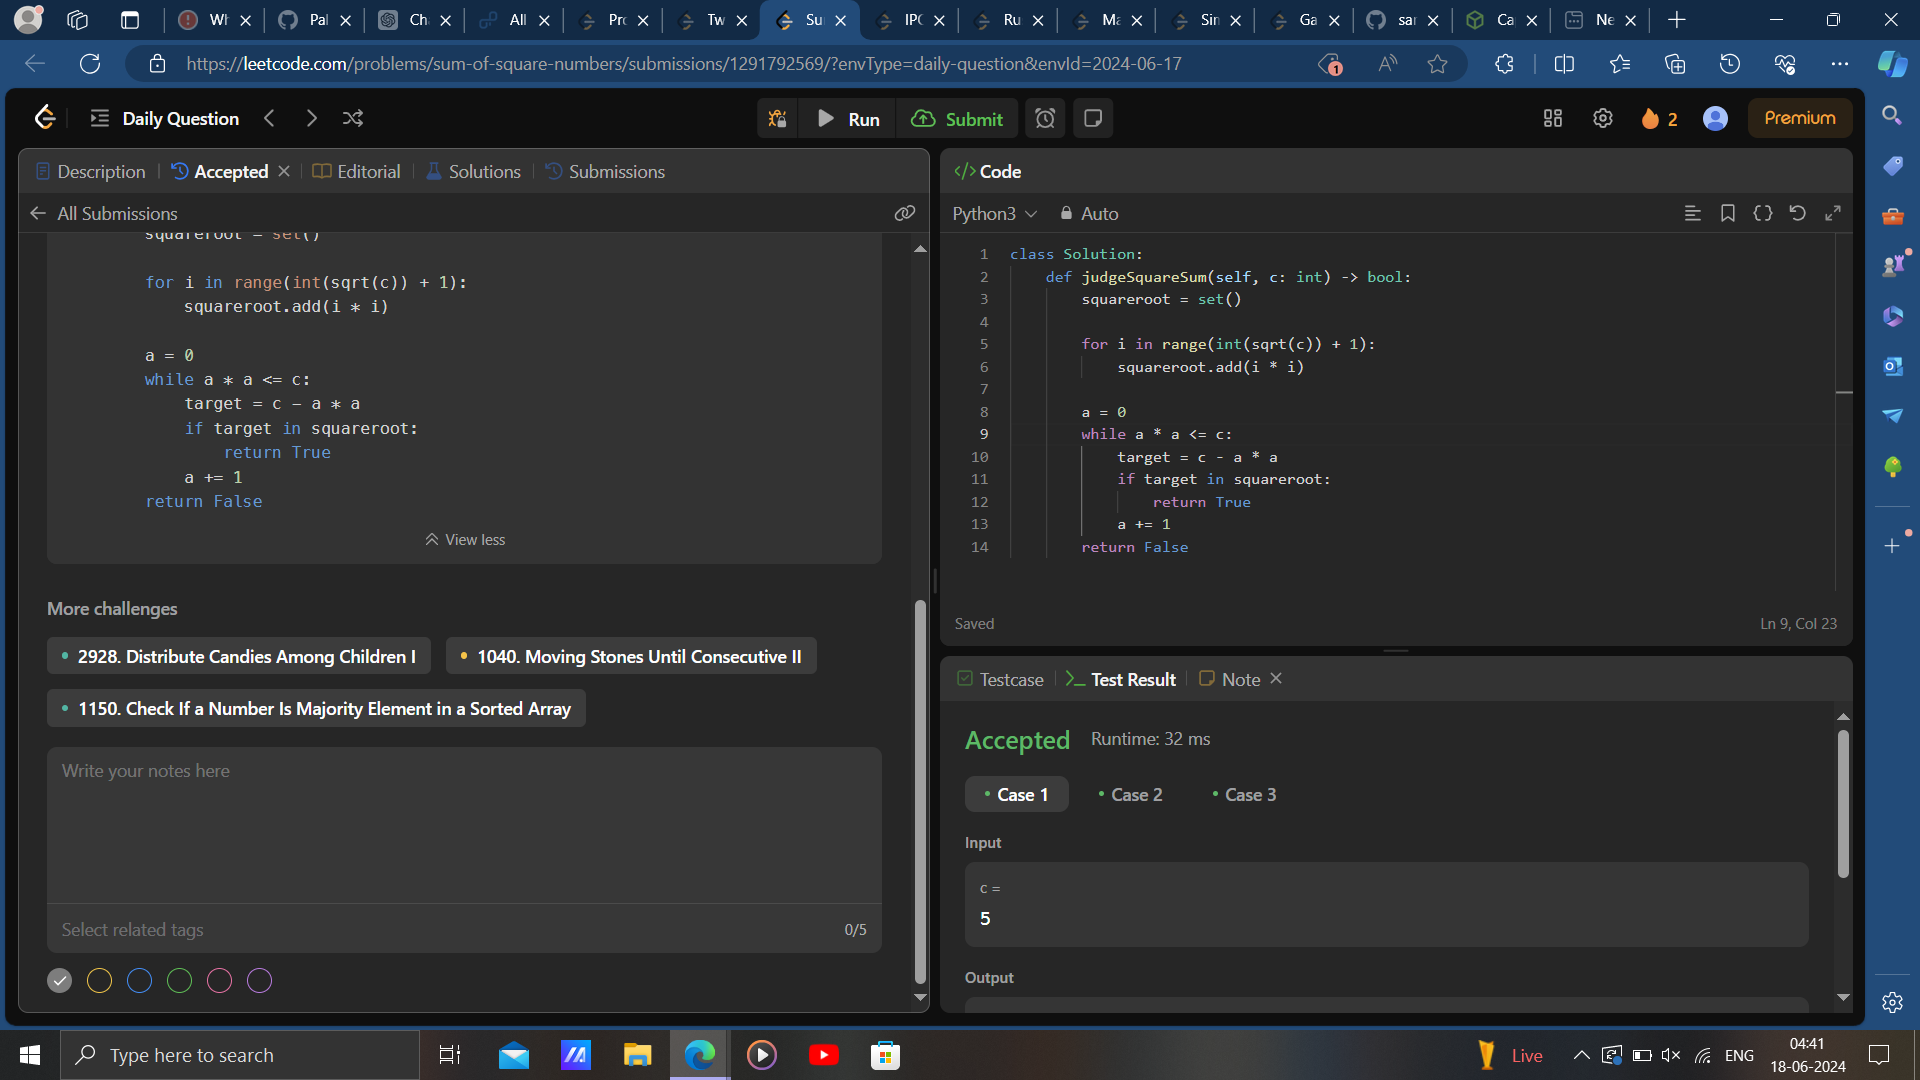 Wh
Pal
Ch
All
Pro
Tw
Su
IPC
Ru
Ma
Sin
Ga
sar
Ca
Ne
https://leetcode.com/problems/sum-of-square-numbers/submissions/1291792569/?envType=daily-question&envId=2024-06-17
1
Daily Question
Run
Submit
2
Premium
Description
Accepted
Editorial
Solutions
Submissions
All Submissions
squareroot = set()
for i in range(int(sqrt(c)) + 1):
squareroot.add(i * i)
a = 0
while a * a <= c:
target = c - a * a
if target in squareroot:
return True
a += 1
return False
View less
More challenges
2928. Distribute Candies Among Children I
1040. Moving Stones Until Consecutive II
1150. Check If a Number Is Majority Element in a Sorted Array
Write your notes here
Select related tags
0/5
</> Code
Python3
Auto
1 class Solution:
2 def judgeSquareSum(self, c: int) -> bool:
3 squareroot = set()
4
5 for i in range(int(sqrt(c)) + 1):
6 squareroot.add(i * i)
7
8 a = 0
9 while a * a <= c:
10 target = c - a * a
11 if target in squareroot:
12 return True
13 a += 1
14 return False
Saved
Ln 9, Col 23
Testcase
>_ Test Result
Note
Accepted
Runtime: 32 ms
• Case 1
• Case 2
• Case 3
Input
c =
5
Output
Type here to search
Live
ENG
04:41
18-06-2024